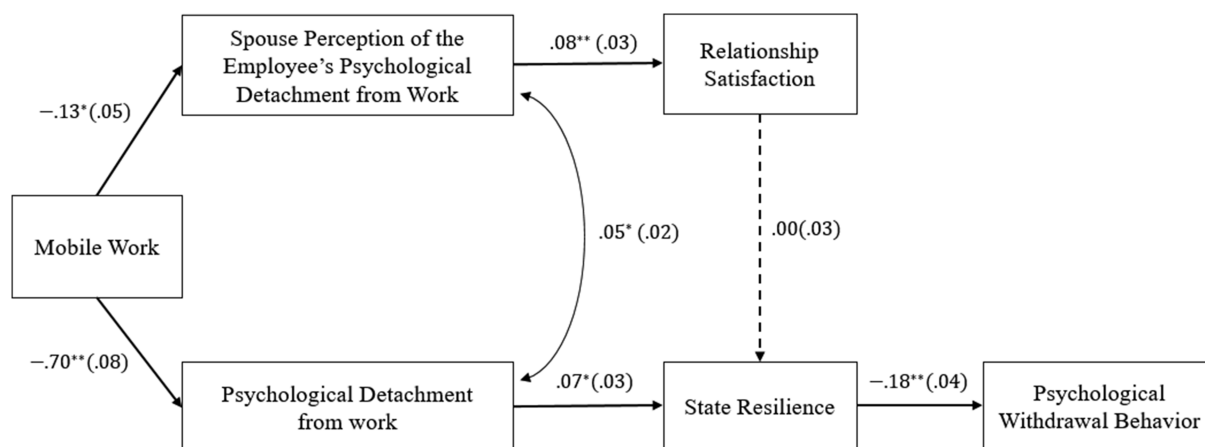 Spouse Perception of the
Employee’s Psychological
Detachment from Work
.08** (.03)
Relationship
Satisfaction
−.13*(.05)
Mobile Work
.05* (.02)
.00(.03)
−.70**(.08)
Psychological Detachment
from work
.07*(.03)
State Resilience
−.18**(.04)
Psychological
Withdrawal Behavior